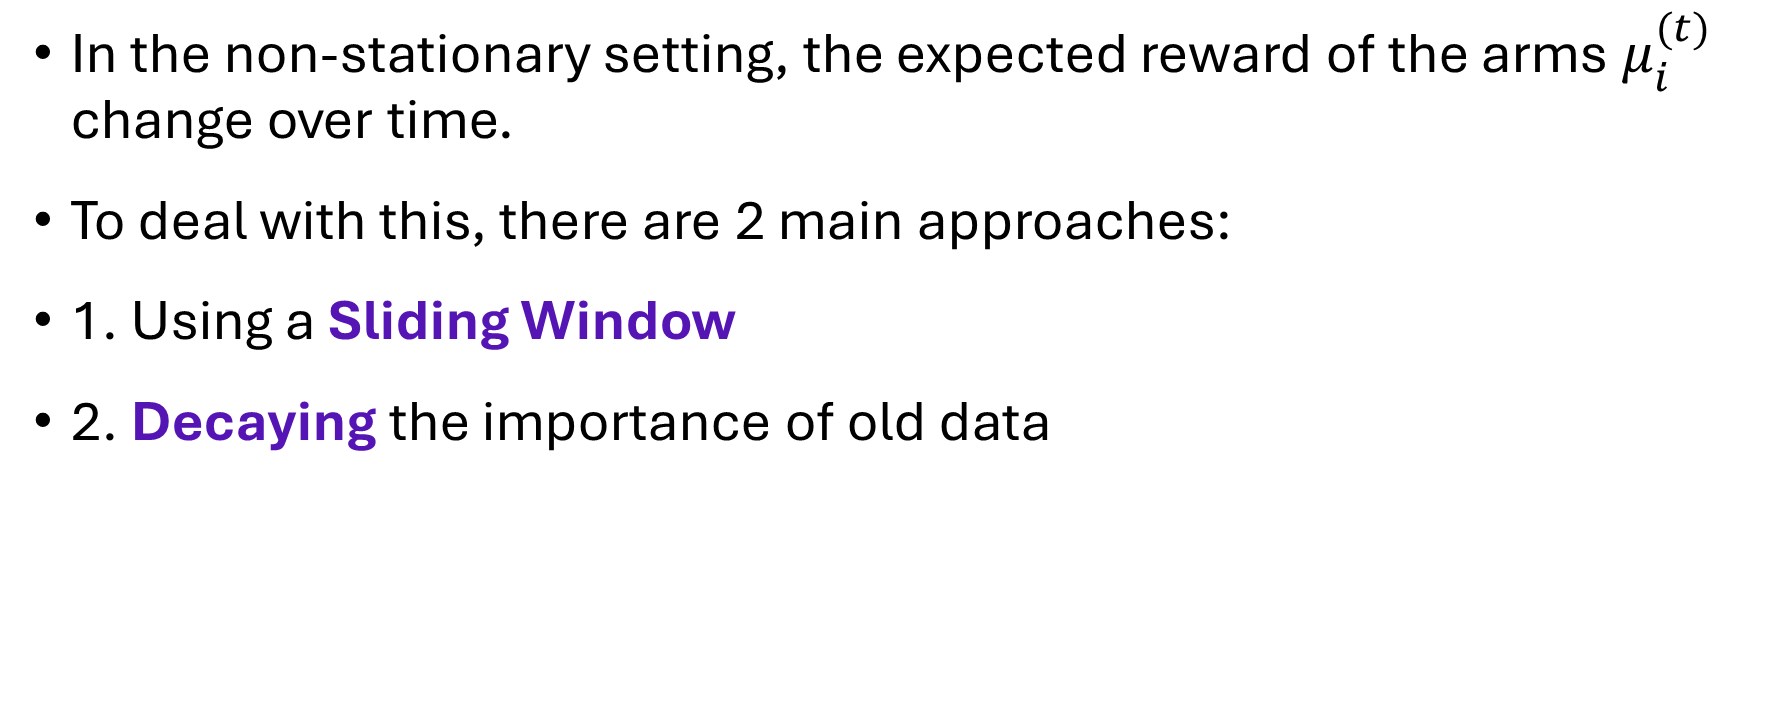 • In the non-stationary setting, the expected reward of the arms $\mu_i^{(t)}$
change over time.
• To deal with this, there are 2 main approaches:
• 1. Using a Sliding Window
• 2. Decaying the importance of old data